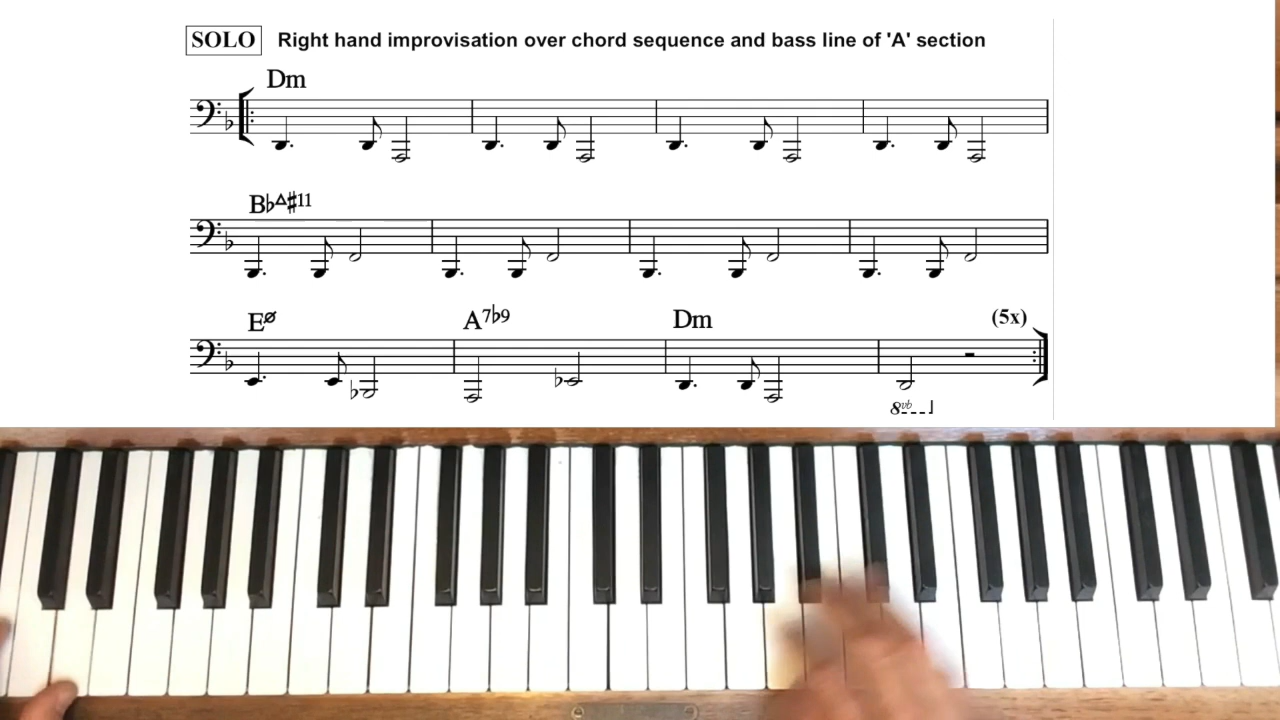 SOLO Right hand improvisation over chord sequence and bass line of 'A' section
Dm
B♭△♯11
Eø A7♭9 Dm (5x)
8vb